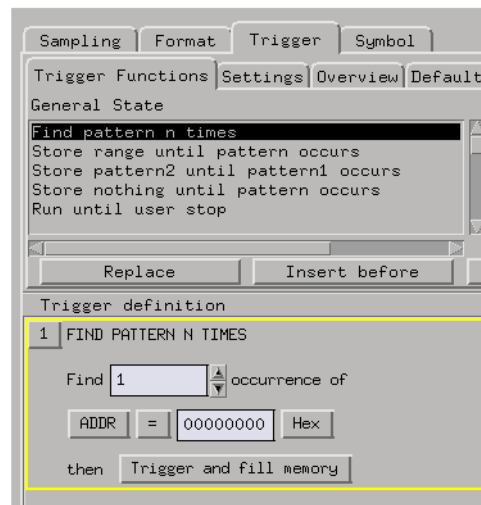 Sampling Format Trigger Symbol
Trigger Functions Settings Overview Default
General State
Find pattern n times
Store range until pattern occurs
Store pattern2 until pattern1 occurs
Store nothing until pattern occurs
Run until user stop
Replace Insert before
Trigger definition
1 FIND PATTERN N TIMES
Find 1 occurrence of
ADDR = 00000000 Hex
then Trigger and fill memory